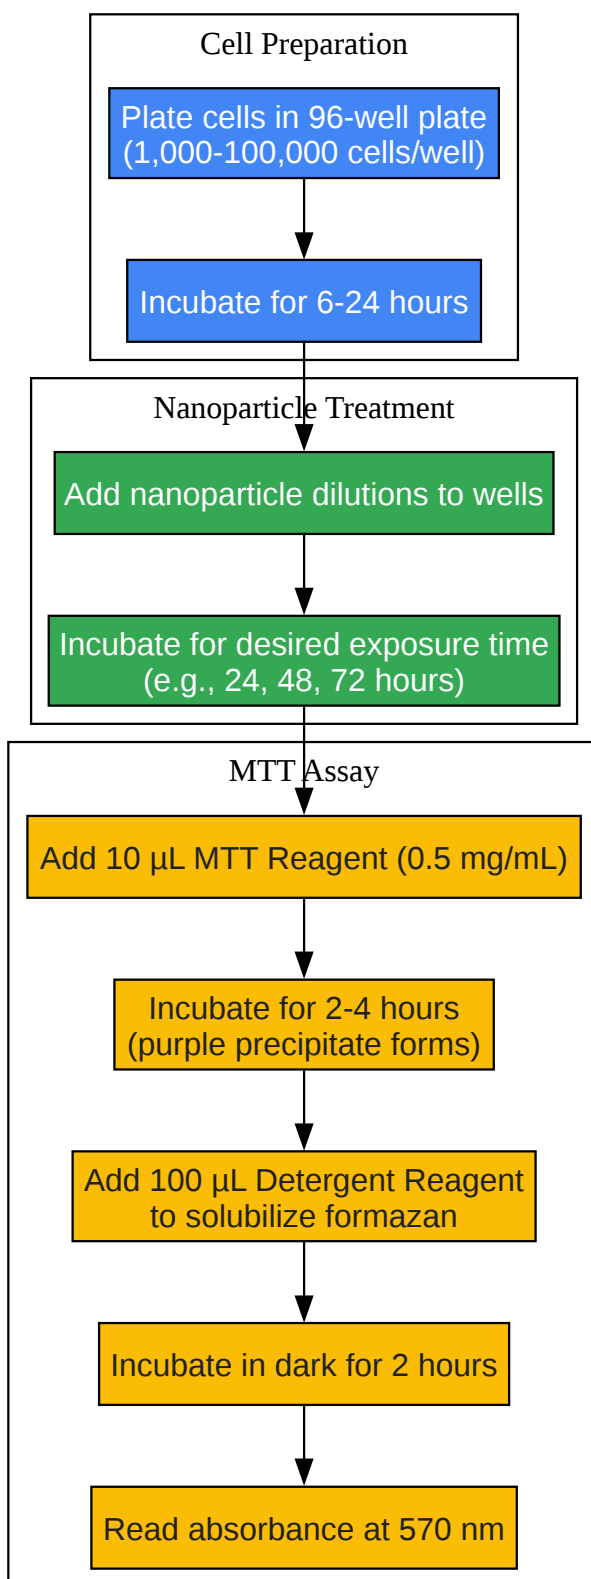 Cell Preparation
Plate cells in 96-well plate
(1,000-100,000 cells/well)
Incubate for 6-24 hours
Nanoparticle Treatment
Add nanoparticle dilutions to wells
Incubate for desired exposure time
(e.g., 24, 48, 72 hours)
MTT Assay
Add 10 µL MTT Reagent (0.5 mg/mL)
Incubate for 2-4 hours
(purple precipitate forms)
Add 100 µL Detergent Reagent
to solubilize formazan
Incubate in dark for 2 hours
Read absorbance at 570 nm